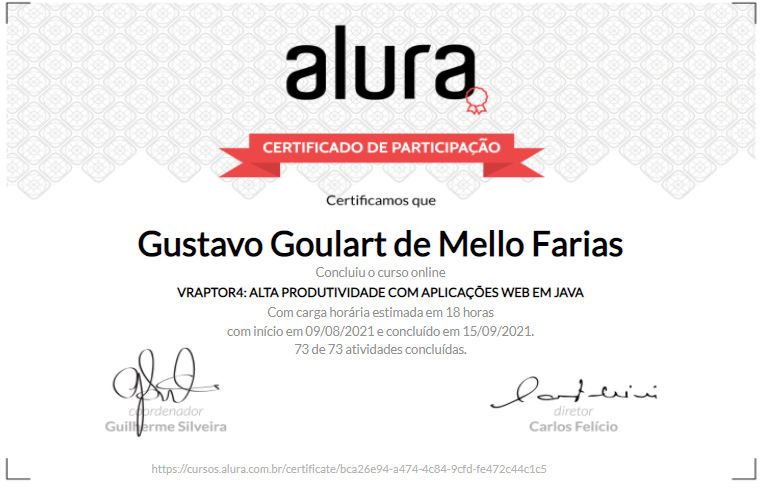 alura
CERTIFICADO DE PARTICIPAÇÃO
Certificamos que
Gustavo Goulart de Mello Farias
Concluiu o curso online
VRAPTOR4: ALTA PRODUTIVIDADE COM APLICAÇÕES WEB EM JAVA
Com carga horária estimada em 18 horas
com início em 09/08/2021 e concluído em 15/09/2021.
73 de 73 atividades concluídas.
coordenador
Guilherme Silveira
diretor
Carlos Felício
https://cursos.alura.com.br/certificate/bca26e94-a474-4c84-9cfd-fe472c44c1c5